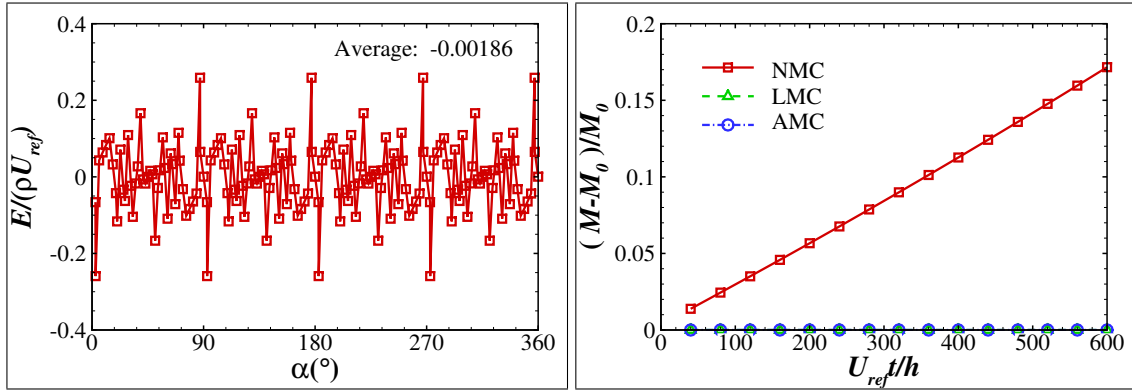 0.4
Average: -0.00186
0.2
E/(ρU_ref)
0
-0.2
-0.4
0 90 180 270 360
α(°)
0.2
NMC
LMC
AMC
0.15
(M-M_0)/M_0
0.1
0.05
0
0 100 200 300 400 500 600
U_ref t/h